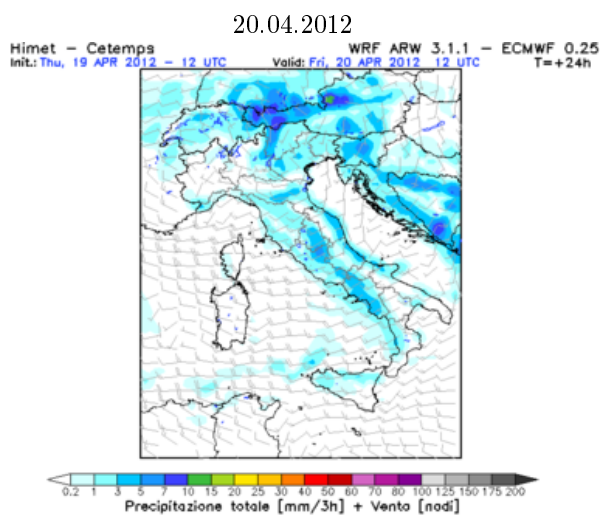 20.04.2012
Himet - Cetemps WRF ARW 3.1.1 - ECMWF 0.25
Init.: Thu, 19 APR 2012 - 12 UTC Valid: Fri, 20 APR 2012 12 UTC T=+24h
0.2 1 3 5 7 10 15 20 25 30 40 50 60 70 80 100 125 150 175 200
Precipitazione totale [mm/3h] + Vento [nodi]